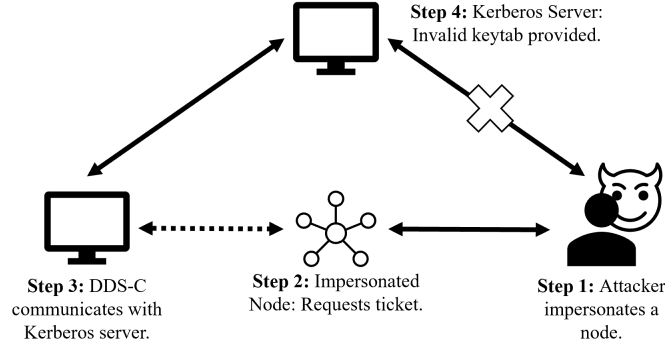 Step 4: Kerberos Server:
Invalid keytab provided.
Step 3: DDS-C
communicates with
Kerberos server.
Step 2: Impersonated
Node: Requests ticket.
Step 1: Attacker
impersonates a
node.